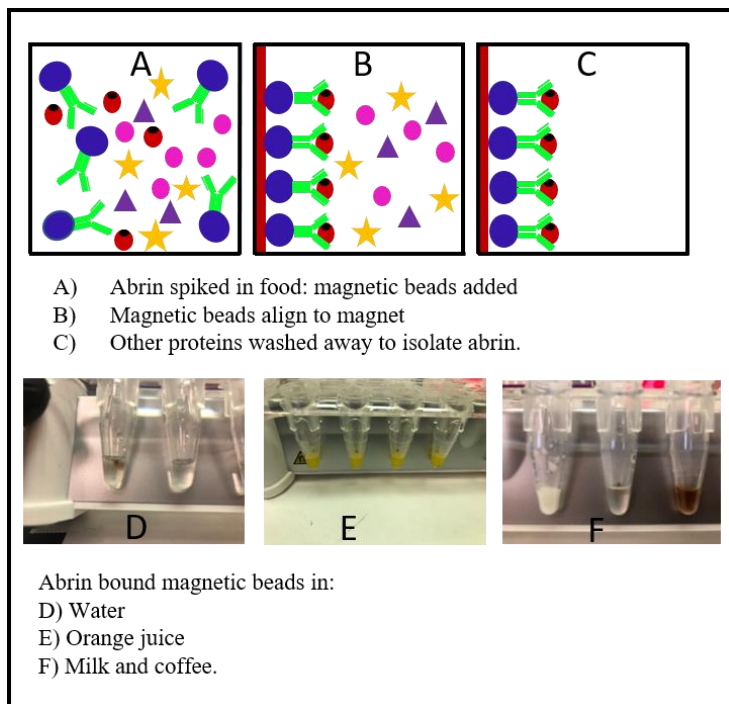 A B C
A) Abrin spiked in food: magnetic beads added
B) Magnetic beads align to magnet
C) Other proteins washed away to isolate abrin.
D E F
Abrin bound magnetic beads in:
D) Water
E) Orange juice
F) Milk and coffee.